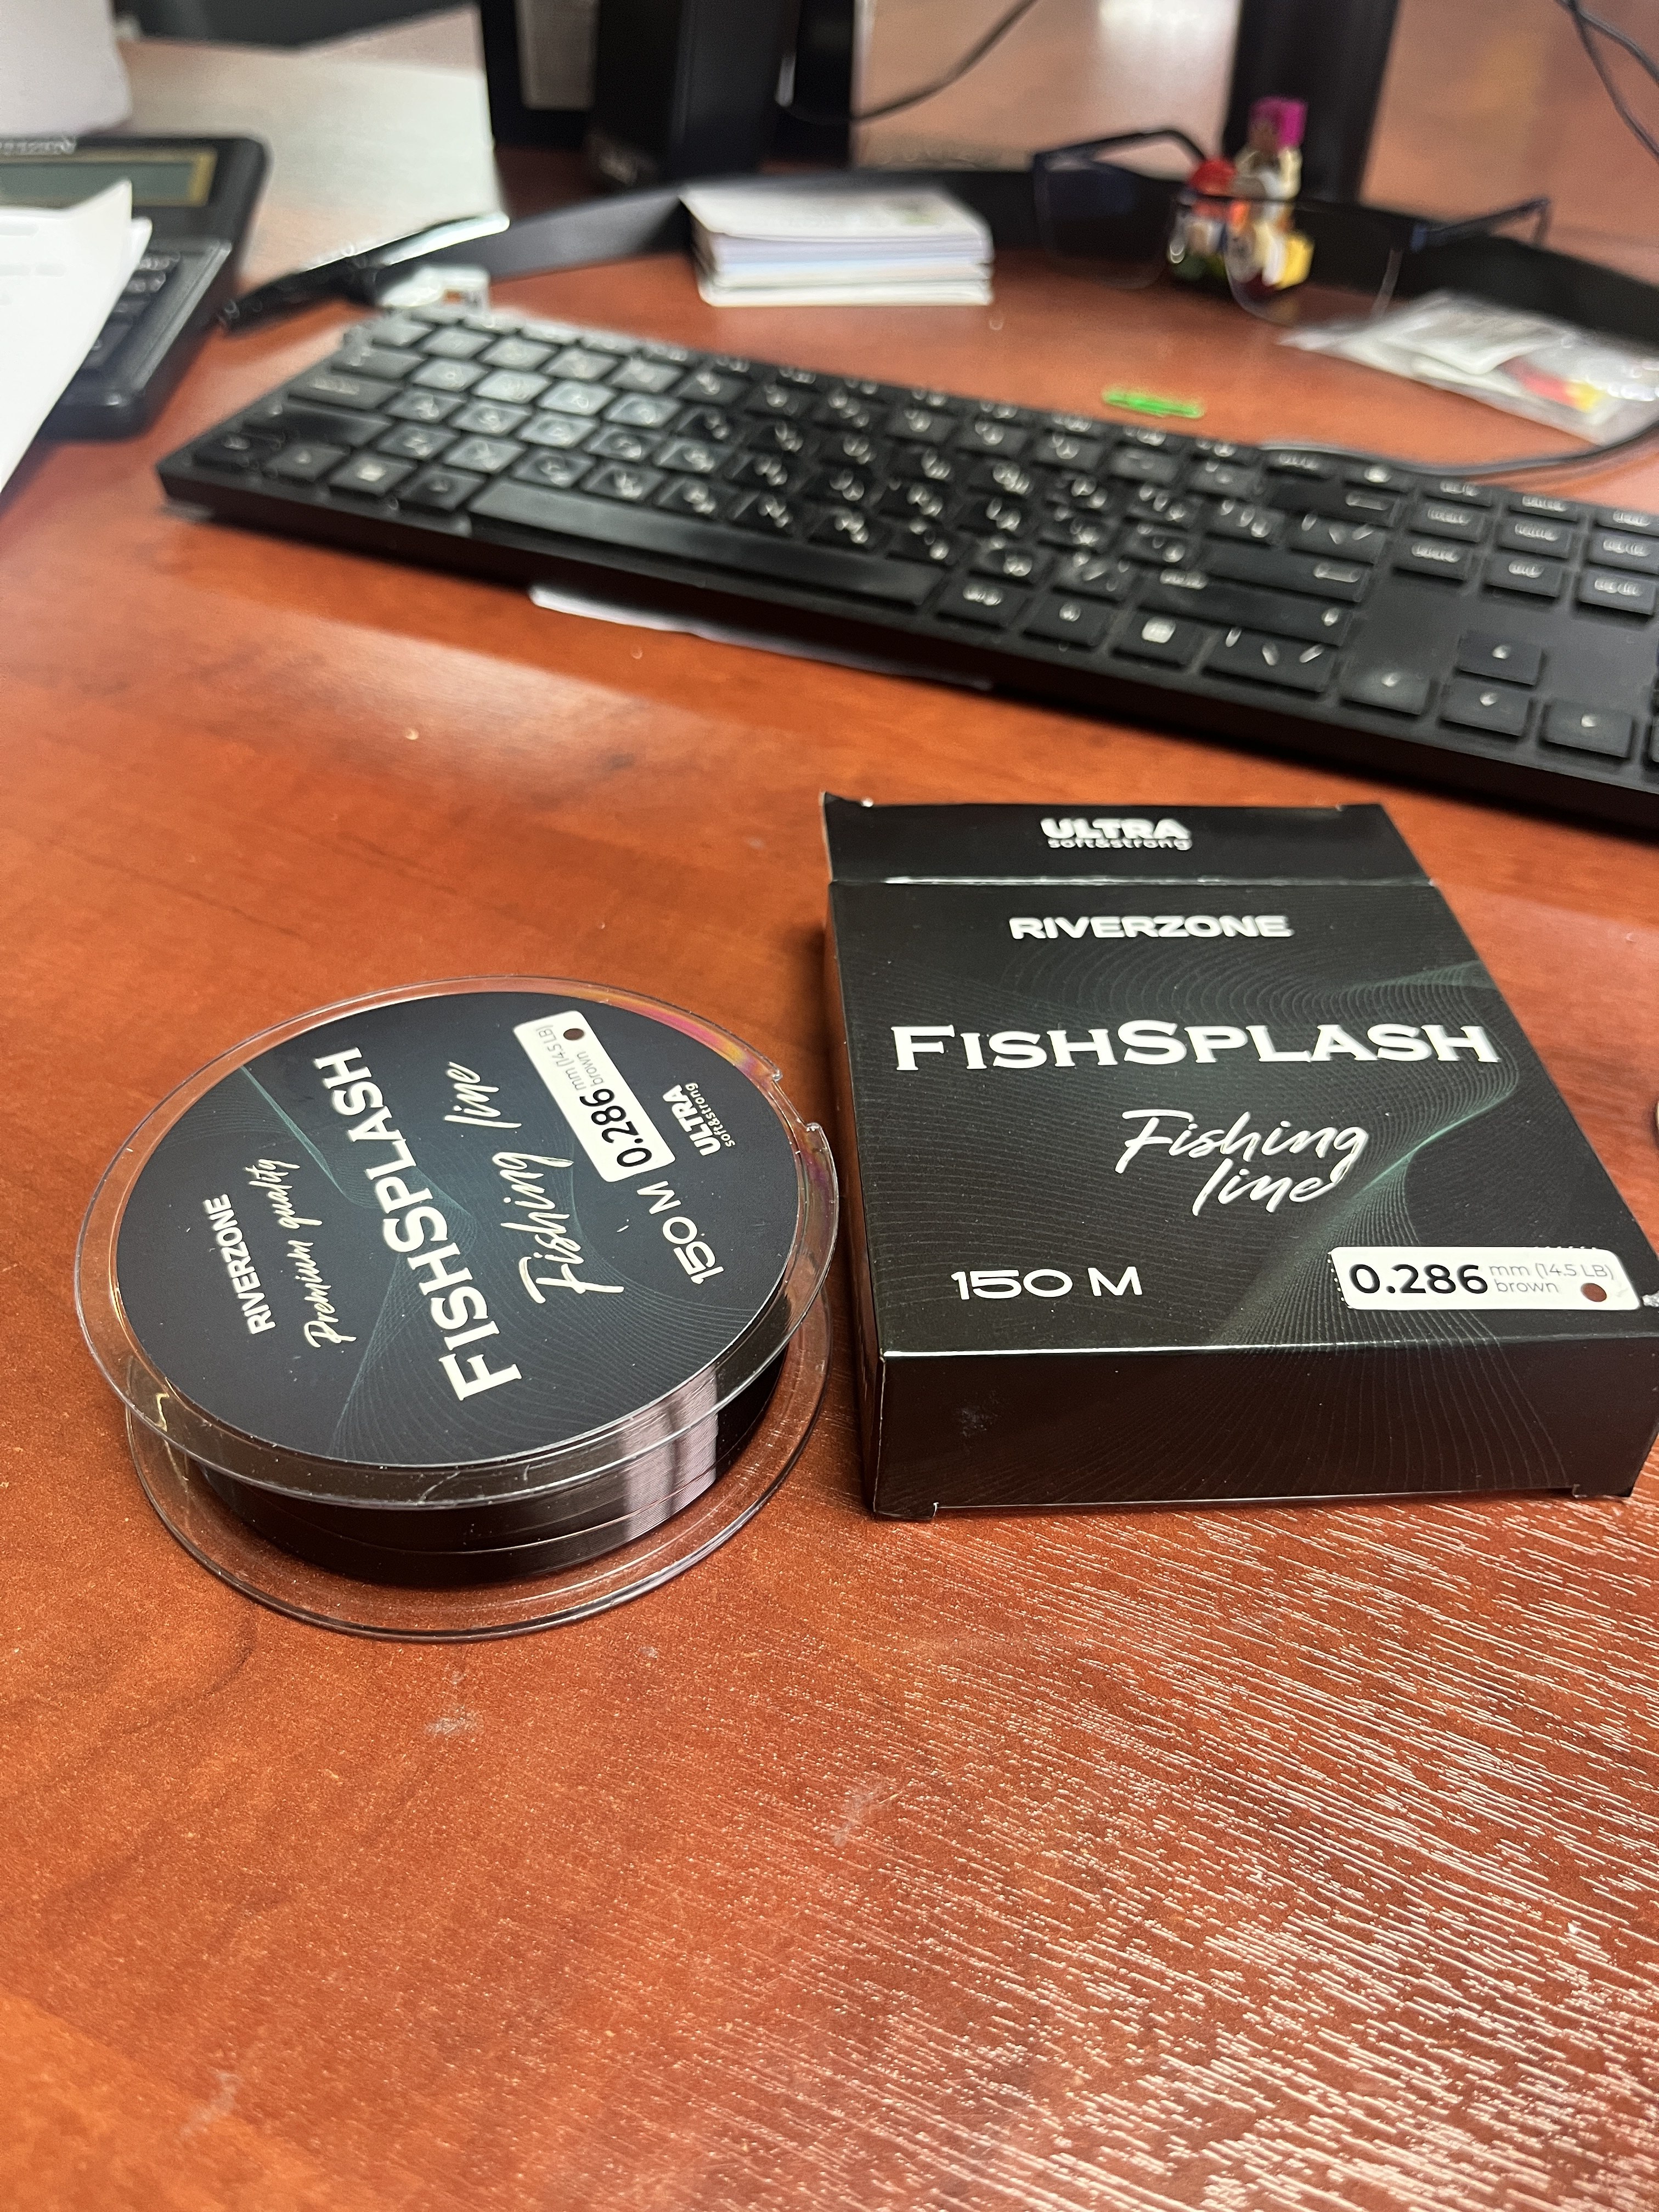 ULTRA
soft&strong
RIVERZONE
FISHSPLASH
Fishing
line
150 M
0.286 mm (14.5 LB)
brown
RIVERZONE
Premium quality
FISHSPLASH
Fishing line
150 M
0.286 mm (14.5 LB)
brown
ULTRA
soft&strong